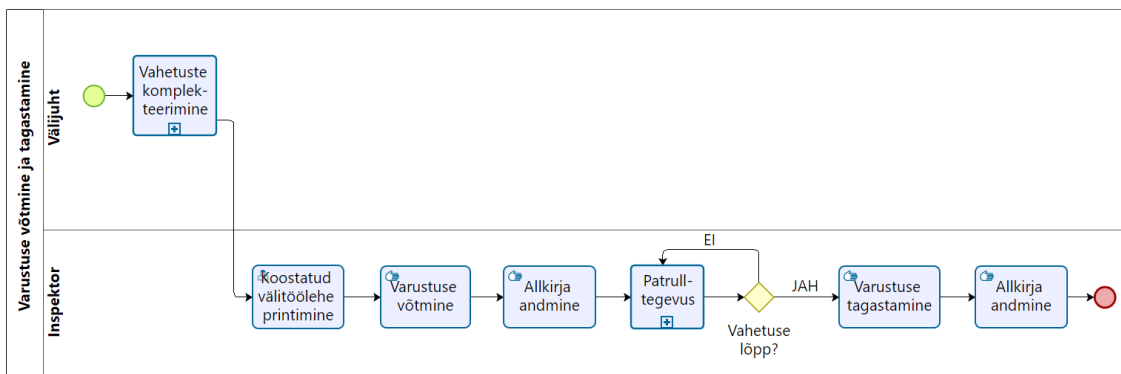 Varustuse võtmine ja tagastamine
Välijuht
Vahetuste
komplek-
teerimine
Inspektor
Koostatud
välitöölehe
printimine
Varustuse
võtmine
Allkirja
andmine
Patrull-
tegevus
EI
Vahetuse
lõpp?
JAH
Varustuse
tagastamine
Allkirja
andmine